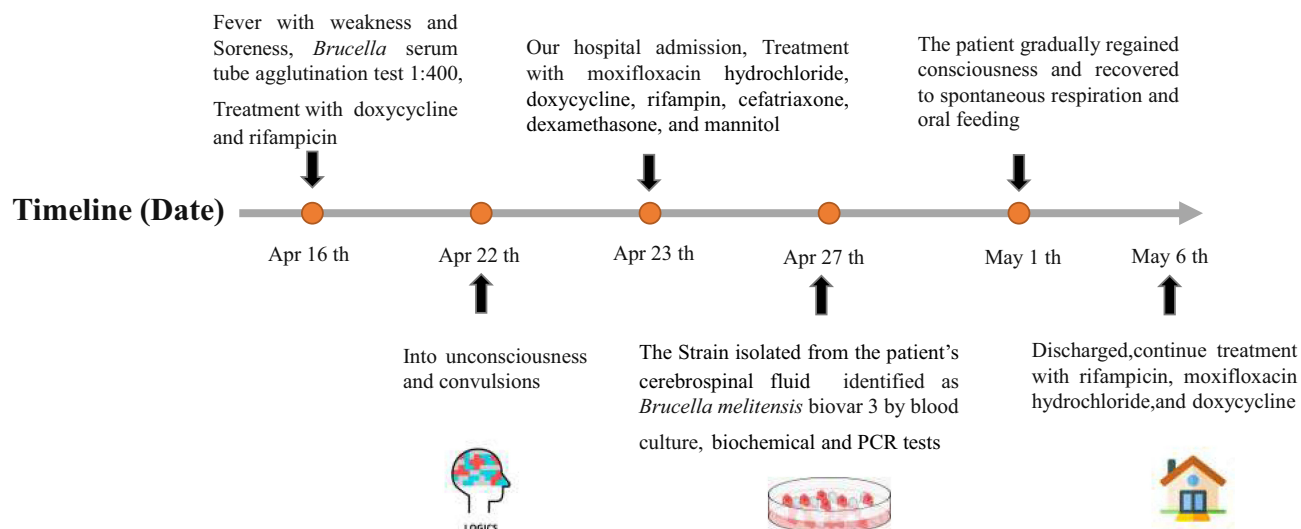 Fever with weakness and
Soreness, Brucella serum
tube agglutination test 1:400,
Treatment with doxycycline
and rifampicin
Our hospital admission, Treatment
with moxifloxacin hydrochloride,
doxycycline, rifampin, cefatriaxone,
dexamethasone, and mannitol
The patient gradually regained
consciousness and recovered
to spontaneous respiration and
oral feeding
Timeline (Date)
Apr 16 th
Apr 22 th
Apr 23 th
Apr 27 th
May 1 th
May 6 th
Into unconsciousness
and convulsions
The Strain isolated from the patient’s
cerebrospinal fluid identified as
Brucella melitensis biovar 3 by blood
culture, biochemical and PCR tests
Discharged,continue treatment
with rifampicin, moxifloxacin
hydrochloride,and doxycycline
LOGICS